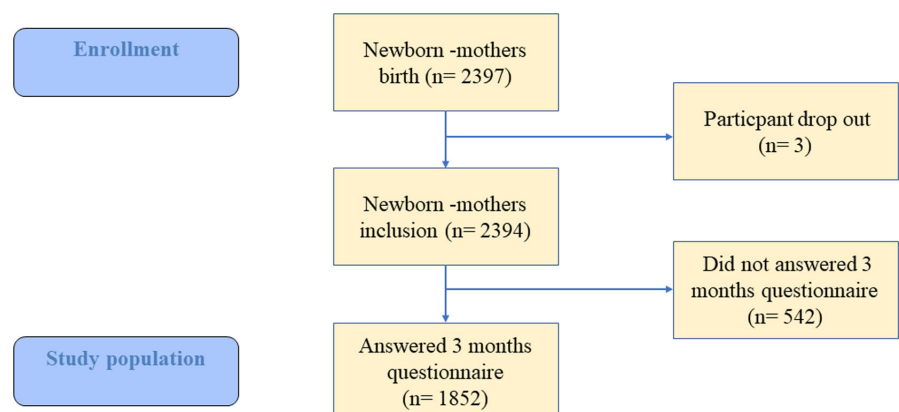 Enrollment
Newborn -mothers
birth (n= 2397)
Particpant drop out
(n= 3)
Newborn -mothers
inclusion (n= 2394)
Did not answered 3
months questionnaire
(n= 542)
Study population
Answered 3 months
questionnaire
(n= 1852)